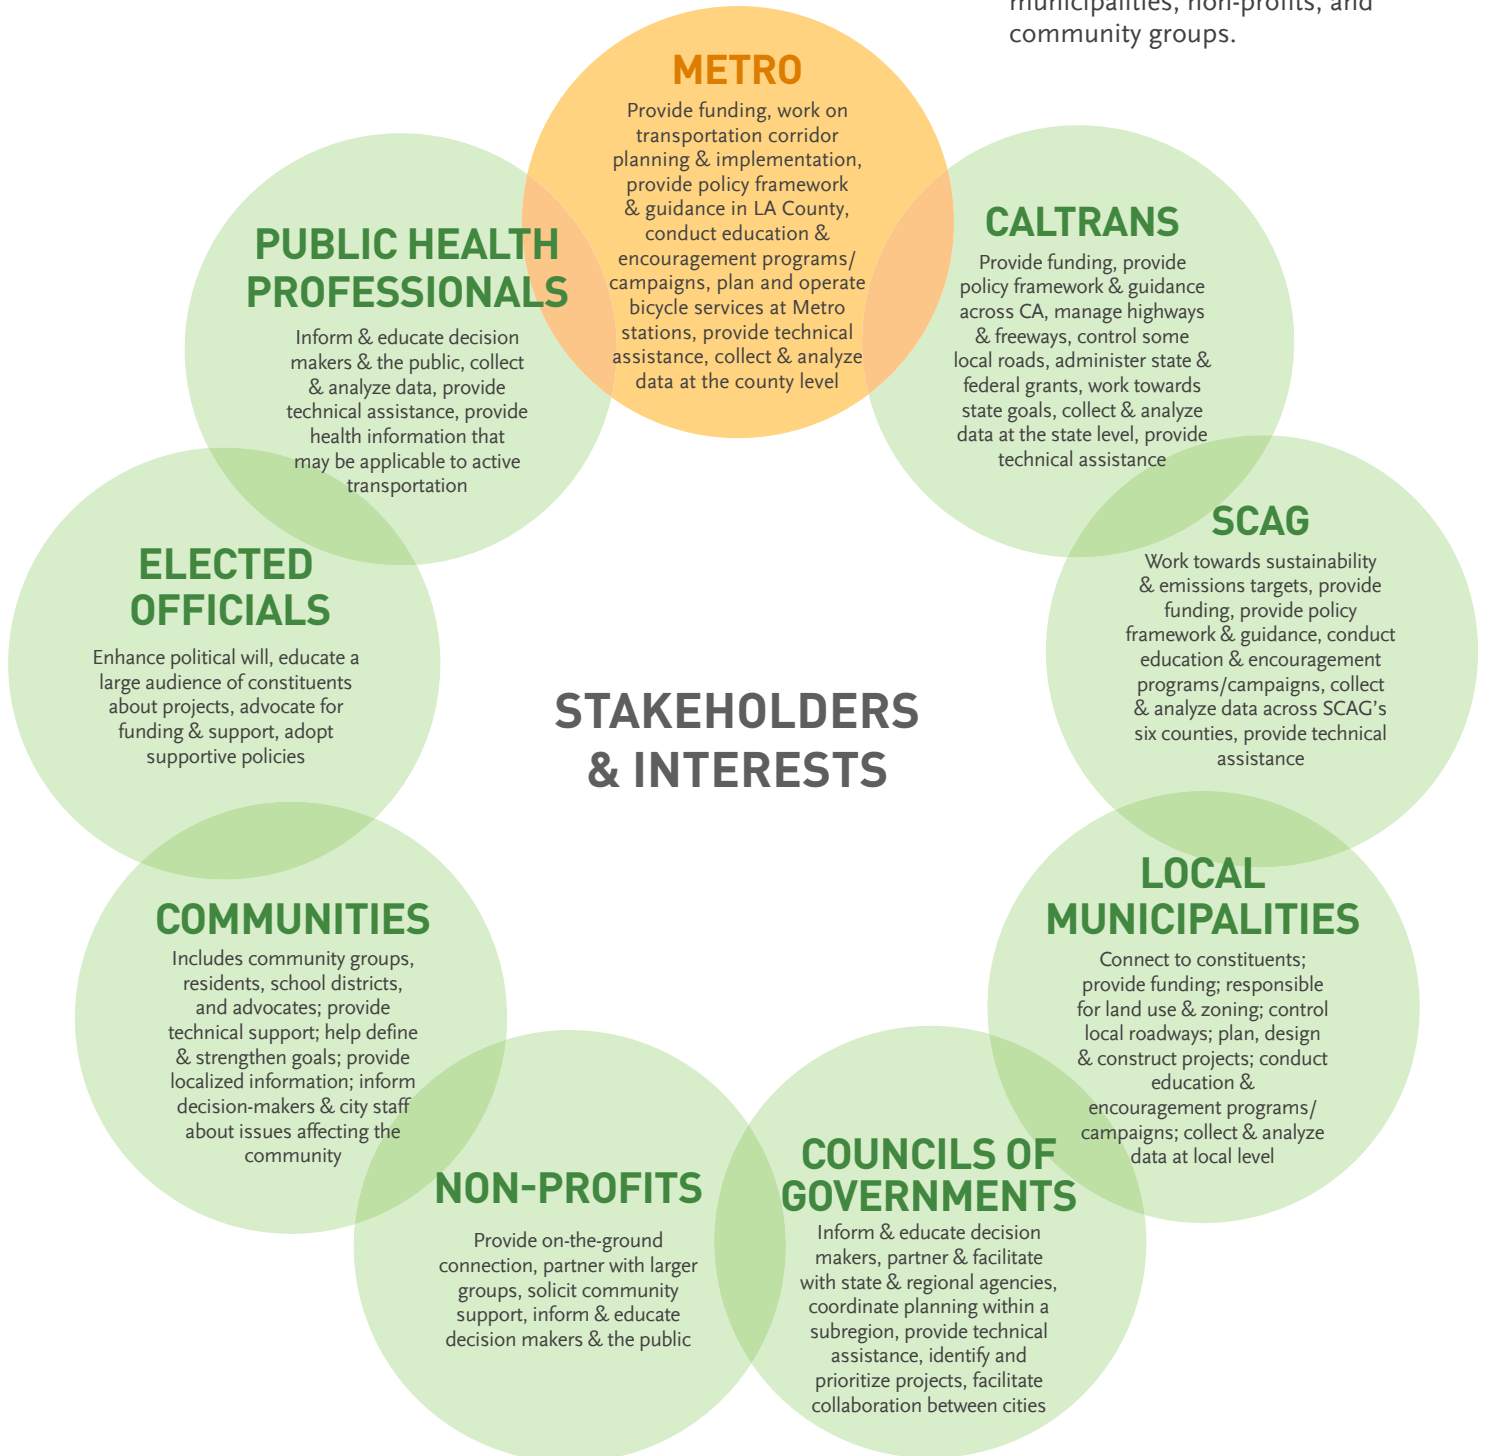 municipalities, non-profits, and
community groups.
METRO
Provide funding, work on
transportation corridor
planning & implementation,
provide policy framework
& guidance in LA County,
conduct education &
encouragement programs/
campaigns, plan and operate
bicycle services at Metro
stations, provide technical
assistance, collect & analyze
data at the county level
CALTRANS
Provide funding, provide
policy framework & guidance
across CA, manage highways
& freeways, control some
local roads, administer state &
federal grants, work towards
state goals, collect & analyze
data at the state level, provide
technical assistance
SCAG
Work towards sustainability
& emissions targets, provide
funding, provide policy
framework & guidance, conduct
education & encouragement
programs/campaigns, collect
& analyze data across SCAG's
six counties, provide technical
assistance
LOCAL
MUNICIPALITIES
Connect to constituents;
provide funding; responsible
for land use & zoning; control
local roadways; plan, design
& construct projects; conduct
education &
encouragement programs/
campaigns; collect & analyze
data at local level
COUNCILS OF
GOVERNMENTS
Inform & educate decision
makers, partner & facilitate
with state & regional agencies,
coordinate planning within a
subregion, provide technical
assistance, identify and
prioritize projects, facilitate
collaboration between cities
NON-PROFITS
Provide on-the-ground
connection, partner with larger
groups, solicit community
support, inform & educate
decision makers & the public
COMMUNITIES
Includes community groups,
residents, school districts,
and advocates; provide
technical support; help define
& strengthen goals; provide
localized information; inform
decision-makers & city staff
about issues affecting the
community
ELECTED
OFFICIALS
Enhance political will, educate a
large audience of constituents
about projects, advocate for
funding & support, adopt
supportive policies
PUBLIC HEALTH
PROFESSIONALS
Inform & educate decision
makers & the public, collect
& analyze data, provide
technical assistance, provide
health information that
may be applicable to active
transportation
STAKEHOLDERS
& INTERESTS